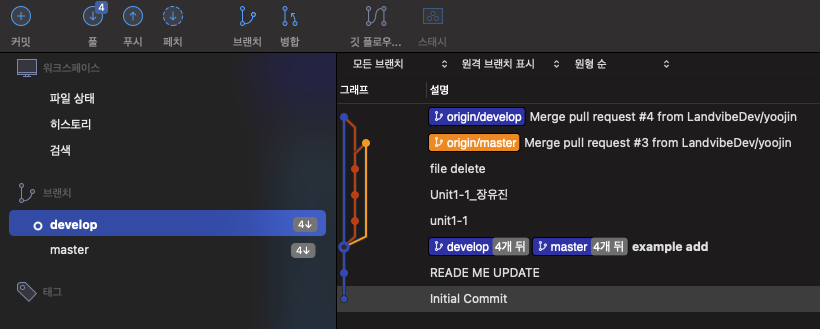 4
커밋 풀 푸시 페치 브랜치 병합 깃 플로우... 스태시
워크스페이스
파일 상태
히스토리
검색
브랜치
develop 4↓
master 4↓
태그
모든 브랜치 원격 브랜치 표시 원형 순
그래프 설명
origin/develop Merge pull request #4 from LandvibeDev/yoojin
origin/master Merge pull request #3 from LandvibeDev/yoojin
file delete
Unit1-1_장유진
unit1-1
develop 4개 뒤 master 4개 뒤 example add
READE ME UPDATE
Initial Commit